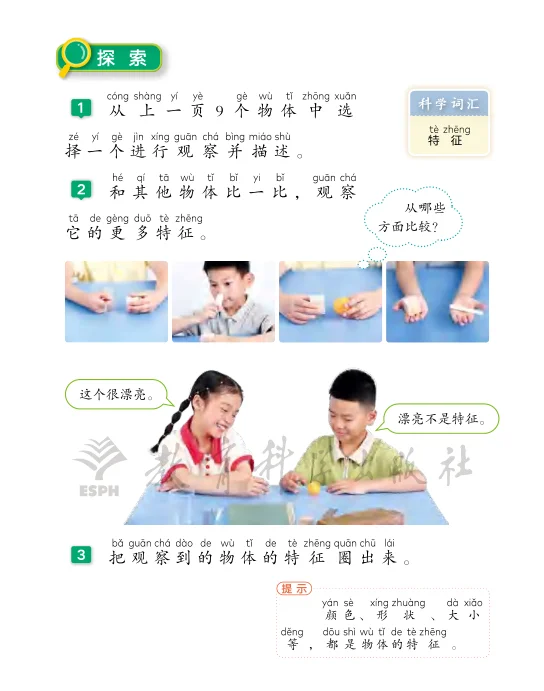 探 索
cóng shàng yí yè gè wù tǐ zhōng xuǎn
1 从 上 一 页 9 个 物 体 中 选
科学词汇
tè zhēng
特 征
zé yí gè jìn xíng guān chá bìng miáo shù
择 一 个 进 行 观 察 并 描 述 。
hé qí tā wù tǐ bǐ yi bǐ guān chá
2 和 其 他 物 体 比 一 比 ， 观 察
tā de gèng duō tè zhēng
它 的 更 多 特 征 。
从哪些
方面比较？
这个很漂亮。
漂亮不是特征。
教育科学出版社
ESPH
bǎ guān chá dào de wù tǐ de tè zhēng quān chū lái
3 把 观 察 到 的 物 体 的 特 征 圈 出 来 。
提 示
yán sè xíng zhuàng dà xiǎo
颜 色 、 形 状 、 大 小
děng dōu shì wù tǐ de tè zhēng
等 ， 都 是 物 体 的 特 征 。